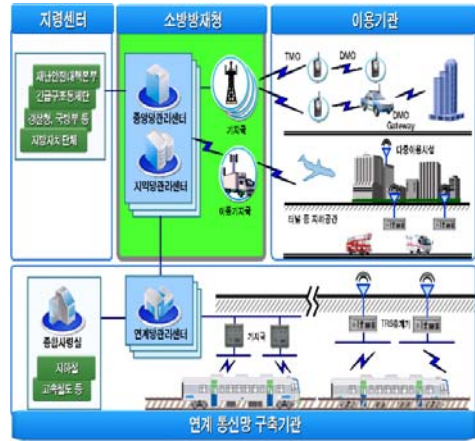 지령센터
소방방재청
이용기관
재난안전대책본부
긴급구조통제단
경찰청, 국방부 등
지방자치 단체
중앙망관리센터
지역망관리센터
기지국
이동기지국
TMO
DMO
DMO
Gateway
다중이용시설
터널 등 지하공간
종합사령실
지하철
고속철도 등
연계망관리센터
기지국
TRS중계기
연계 통신망 구축기관